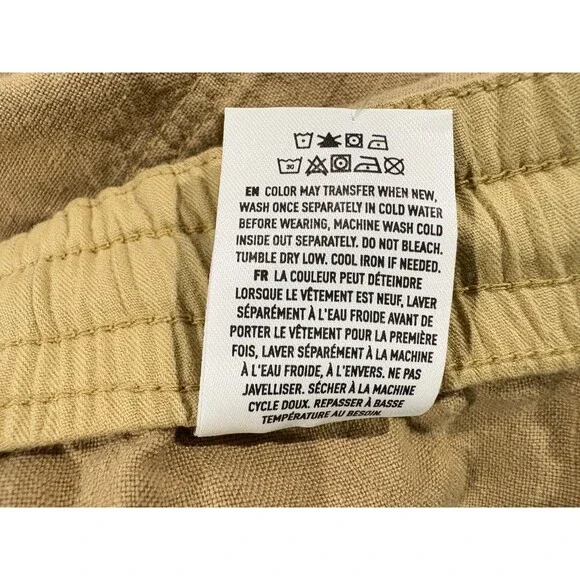 EN COLOR MAY TRANSFER WHEN NEW,
WASH ONCE SEPARATELY IN COLD WATER
BEFORE WEARING, MACHINE WASH COLD
INSIDE OUT SEPARATELY. DO NOT BLEACH.
TUMBLE DRY LOW. COOL IRON IF NEEDED.
FR LA COULEUR PEUT DÉTEINDRE
LORSQUE LE VÊTEMENT EST NEUF, LAVER
SÉPARÉMENT À L'EAU FROIDE AVANT DE
PORTER LE VÊTEMENT POUR LA PREMIÈRE
FOIS, LAVER SÉPARÉMENT À LA MACHINE
À L'EAU FROIDE, À L'ENVERS. NE PAS
JAVELLISER. SÉCHER À LA MACHINE
CYCLE DOUX. REPASSER À BASSE
TEMPÉRATURE AU BESOIN.